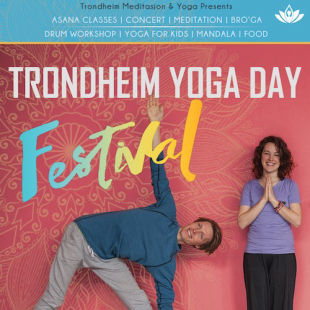 Trondheim Meditasjon & Yoga Presents
ASANA CLASSES | CONCERT | MEDITATION | BRO'GA
DRUM WORKSHOP | YOGA FOR KIDS | MANDALA | FOOD
TRONDHEIM YOGA DAY
Festival